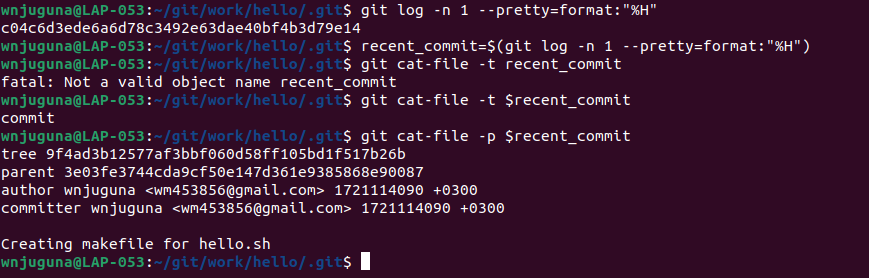 wnjuguna@LAP-053:~/git/work/hello/.git$ git log -n 1 --pretty=format:"%H"
c04c6d3ede6a6d78c3492e63dae40bf4b3d79e14
wnjuguna@LAP-053:~/git/work/hello/.git$ recent_commit=$(git log -n 1 --pretty=format:"%H")
wnjuguna@LAP-053:~/git/work/hello/.git$ git cat-file -t recent_commit
fatal: Not a valid object name recent_commit
wnjuguna@LAP-053:~/git/work/hello/.git$ git cat-file -t $recent_commit
commit
wnjuguna@LAP-053:~/git/work/hello/.git$ git cat-file -p $recent_commit
tree 9f4ad3b12577af3bbf060d58ff105bd1f517b26b
parent 3e03fe3744cda9cf50e147d361e9385868e90087
author wnjuguna <wm453856@gmail.com> 1721114090 +0300
committer wnjuguna <wm453856@gmail.com> 1721114090 +0300

Creating makefile for hello.sh
wnjuguna@LAP-053:~/git/work/hello/.git$